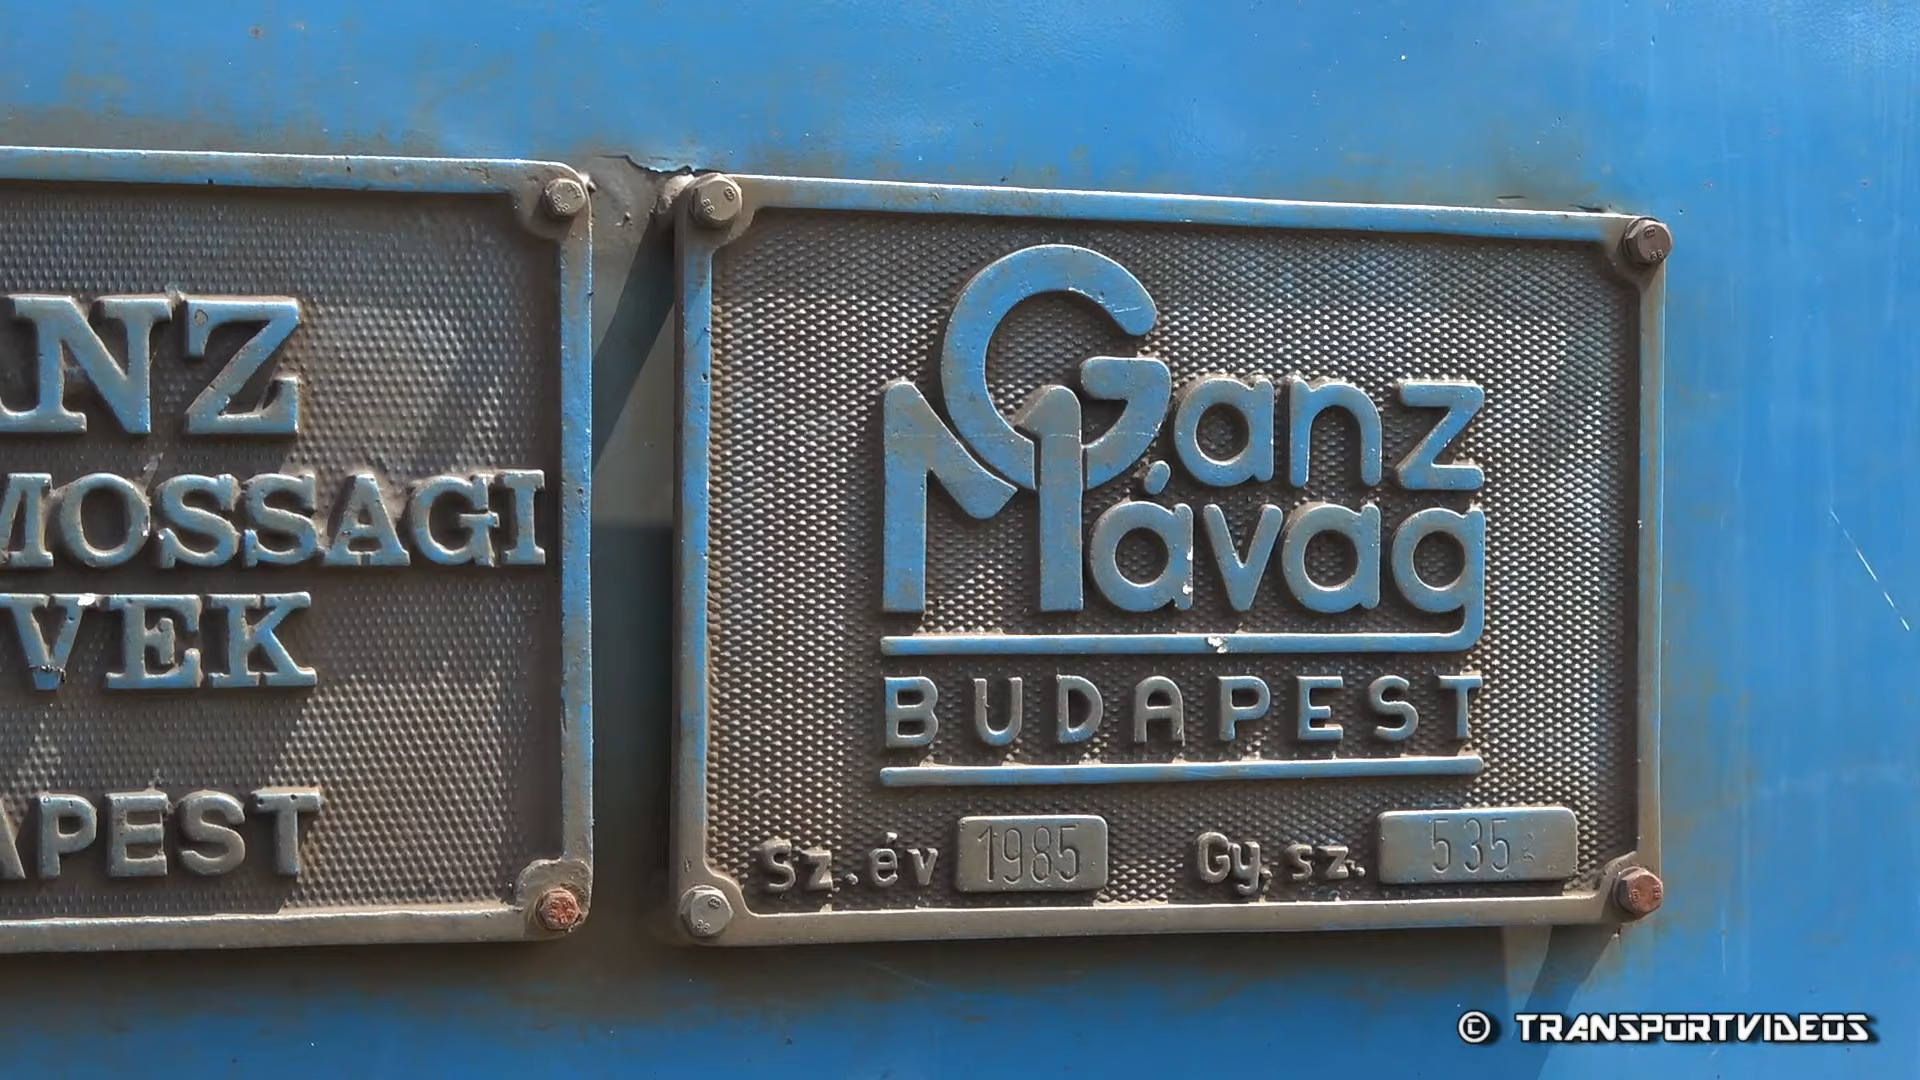 ANZ
MOSSAGI
VEK
APEST
Ganz
Mávag
BUDAPEST
Sz. év 1985 Gy. sz. 535
© TRANSPORTVIDEOS